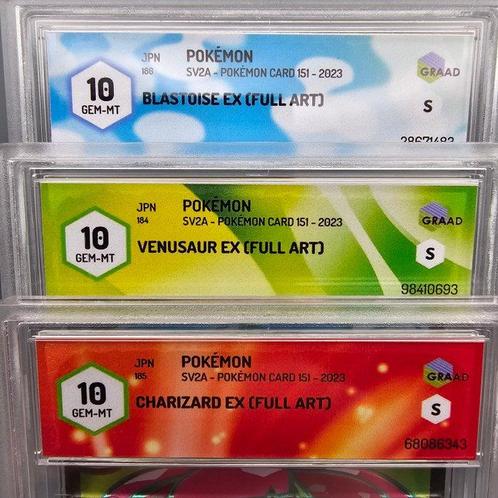 10
GEM-MT
JPN
186
POKÉMON
SV2A - POKÉMON CARD 151 - 2023
BLASTOISE EX (FULL ART)
GRAAD
S
10
GEM-MT
JPN
184
POKÉMON
SV2A - POKÉMON CARD 151 - 2023
VENUSAUR EX (FULL ART)
GRAAD
S
98410693
10
GEM-MT
JPN
185
POKÉMON
SV2A - POKÉMON CARD 151 - 2023
CHARIZARD EX (FULL ART)
GRAAD
S
68086343